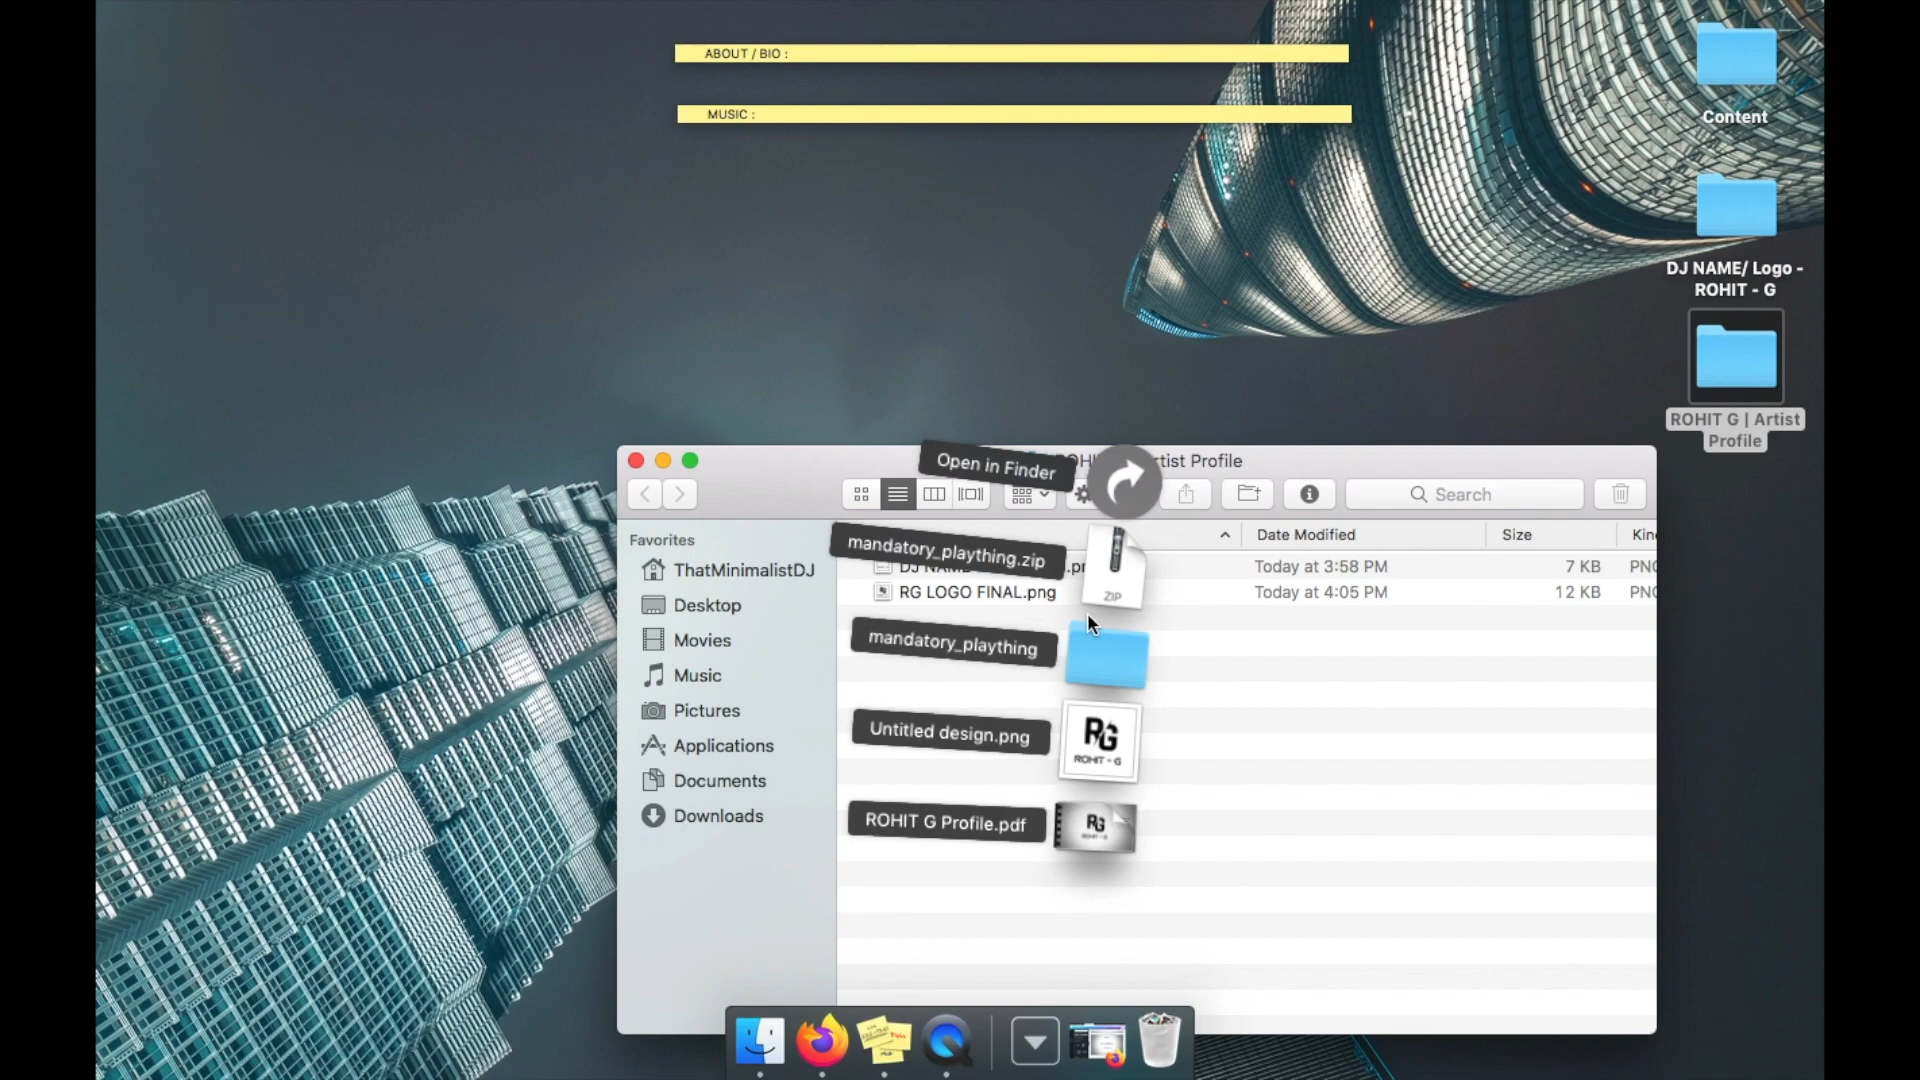 ABOUT / BIO :
MUSIC :
Content
DJ NAME/ Logo -
ROHIT - G
ROHIT G | Artist
Profile
Open in Finder
Artist Profile
Search
Favorites
ThatMinimalistDJ
Desktop
Movies
Music
Pictures
Applications
Documents
Downloads
Date Modified
Size
Today at 3:58 PM
7 KB
PNG
RG LOGO FINAL.png
Today at 4:05 PM
12 KB
PNG
mandatory_plaything.zip
ZIP
mandatory_plaything
Untitled design.png
RG
ROHIT - G
ROHIT G Profile.pdf
RG